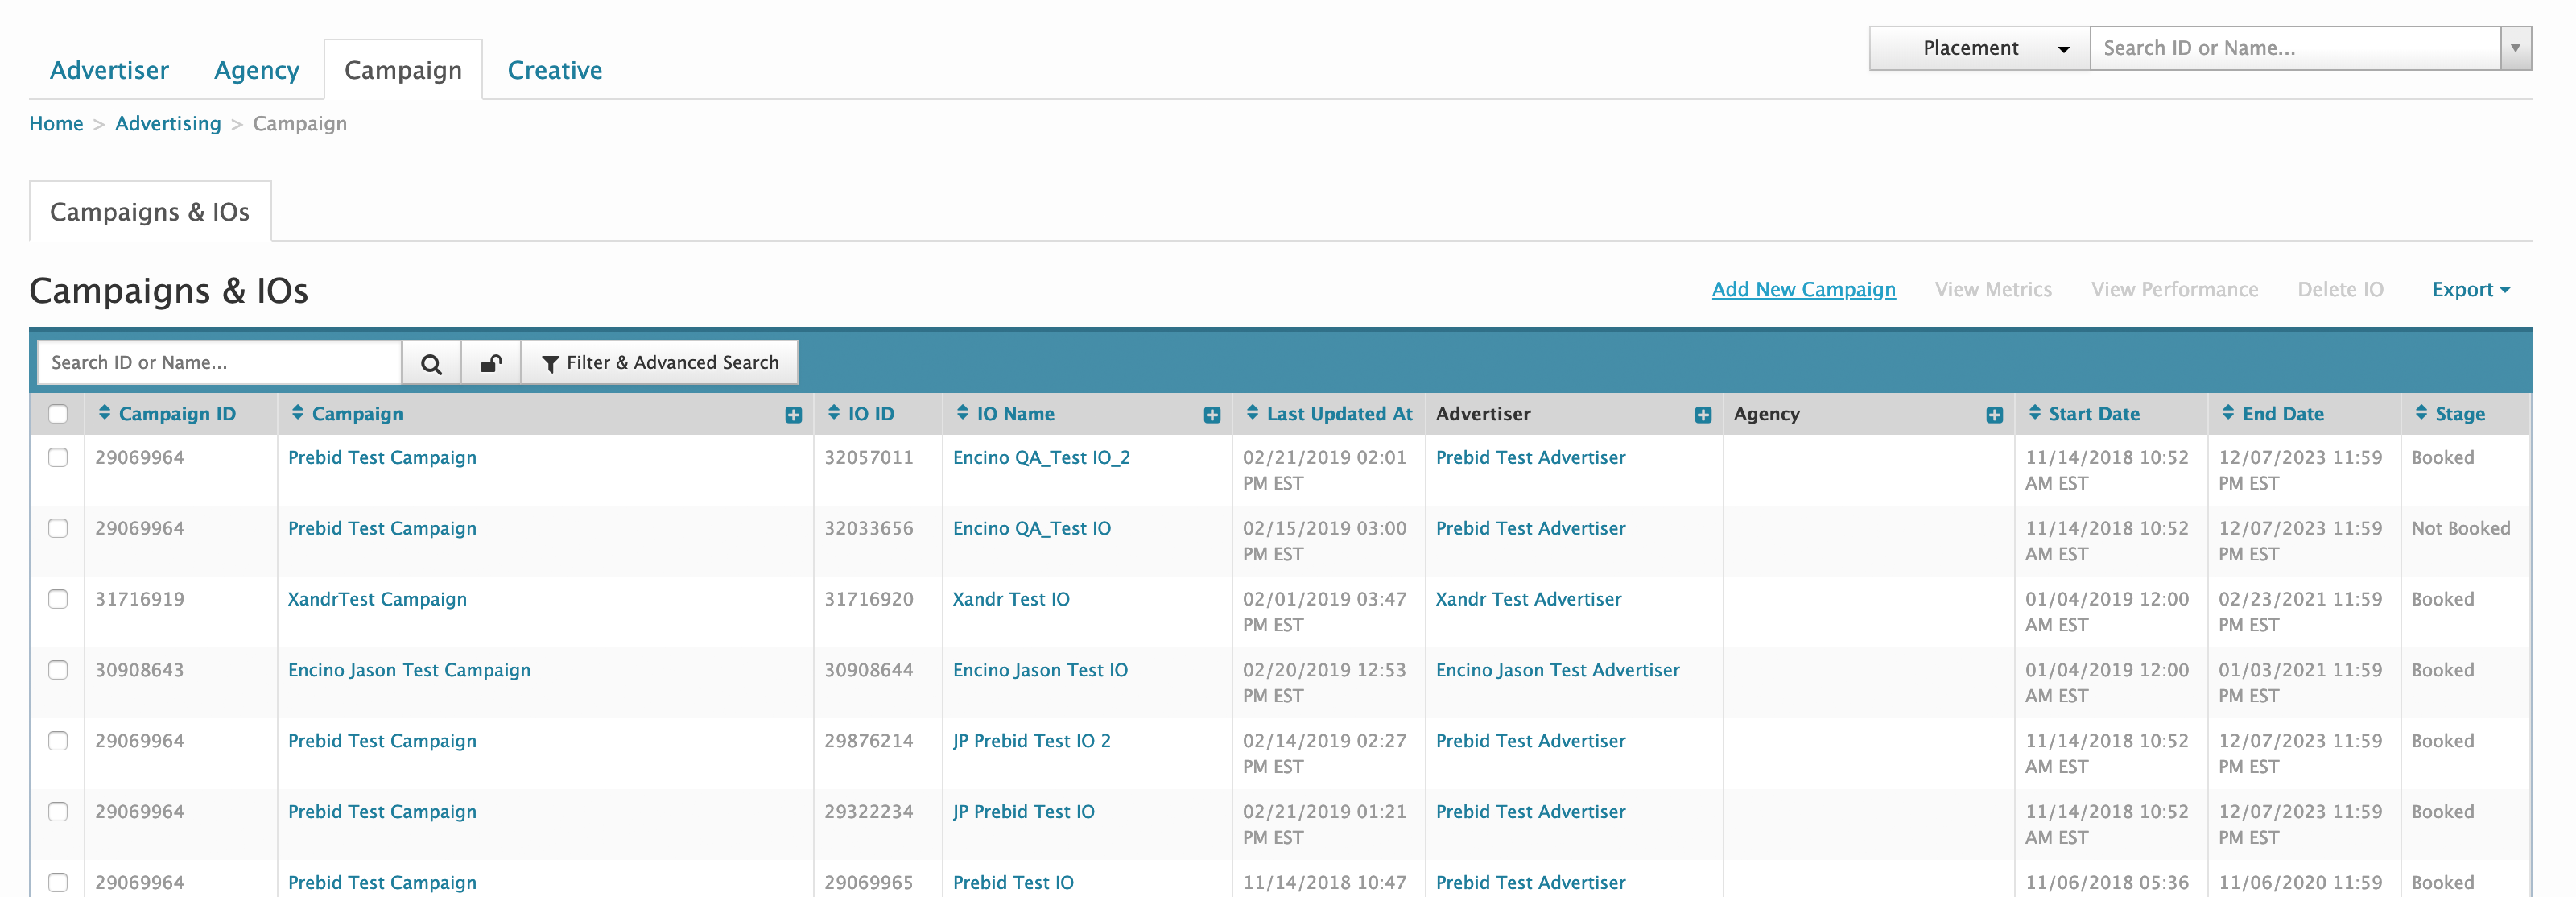 Advertiser Agency Campaign Creative Placement Search ID or Name...
Home > Advertising > Campaign
Campaigns & IOs
Campaigns & IOs Add New Campaign View Metrics View Performance Delete IO Export
Search ID or Name... Filter & Advanced Search
Campaign ID Campaign IO ID IO Name Last Updated At Advertiser Agency Start Date End Date Stage
29069964 Prebid Test Campaign 32057011 Encino QA_Test IO_2 02/21/2019 02:01 Prebid Test Advertiser 11/14/2018 10:52 12/07/2023 11:59 Booked
PM EST AM EST PM EST
29069964 Prebid Test Campaign 32033656 Encino QA_Test IO 02/15/2019 03:00 Prebid Test Advertiser 11/14/2018 10:52 12/07/2023 11:59 Not Booked
PM EST AM EST PM EST
31716919 XandrTest Campaign 31716920 Xandr Test IO 02/01/2019 03:47 Xandr Test Advertiser 01/04/2019 12:00 02/23/2021 11:59 Booked
PM EST AM EST PM EST
30908643 Encino Jason Test Campaign 30908644 Encino Jason Test IO 02/20/2019 12:53 Encino Jason Test Advertiser 01/04/2019 12:00 01/03/2021 11:59 Booked
PM EST AM EST PM EST
29069964 Prebid Test Campaign 29876214 JP Prebid Test IO 2 02/14/2019 02:27 Prebid Test Advertiser 11/14/2018 10:52 12/07/2023 11:59 Booked
PM EST AM EST PM EST
29069964 Prebid Test Campaign 29322234 JP Prebid Test IO 02/21/2019 01:21 Prebid Test Advertiser 11/14/2018 10:52 12/07/2023 11:59 Booked
PM EST AM EST PM EST
29069964 Prebid Test Campaign 29069965 Prebid Test IO 11/14/2018 10:47 Prebid Test Advertiser 11/06/2018 05:36 11/06/2020 11:59 Booked